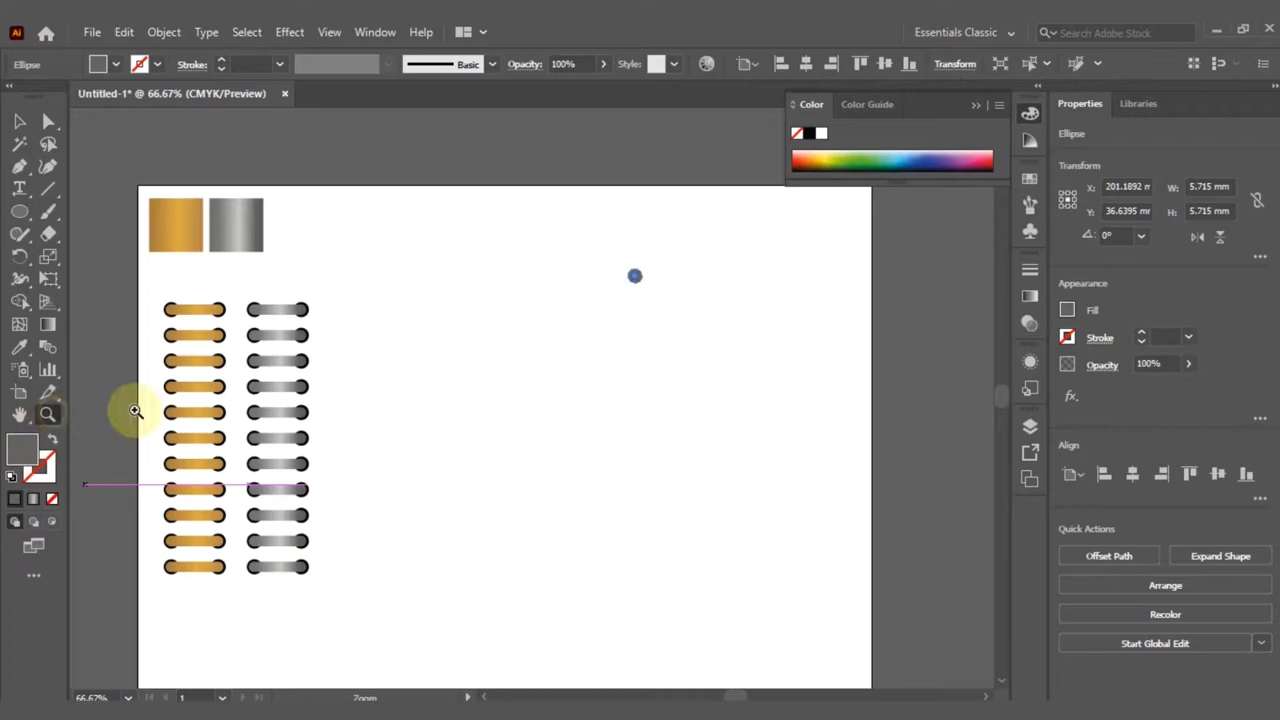 Ai File Edit Object Type Select Effect View Window Help Essentials Classic Search Adobe Stock
Ellipse Stroke: Basic Opacity: 100% Style: Transform
Untitled-1* @ 66.67% (CMYK/Preview)
Color Color Guide
Properties Libraries
Ellipse
Transform
X: 201.1892 m W: 5.715 mm
Y: 36.6395 mm H: 5.715 mm
0°
Appearance
Fill
Stroke
Opacity 100%
fx
Align
Quick Actions
Offset Path Expand Shape
Arrange
Recolor
Start Global Edit
66.67% 1 Zoom